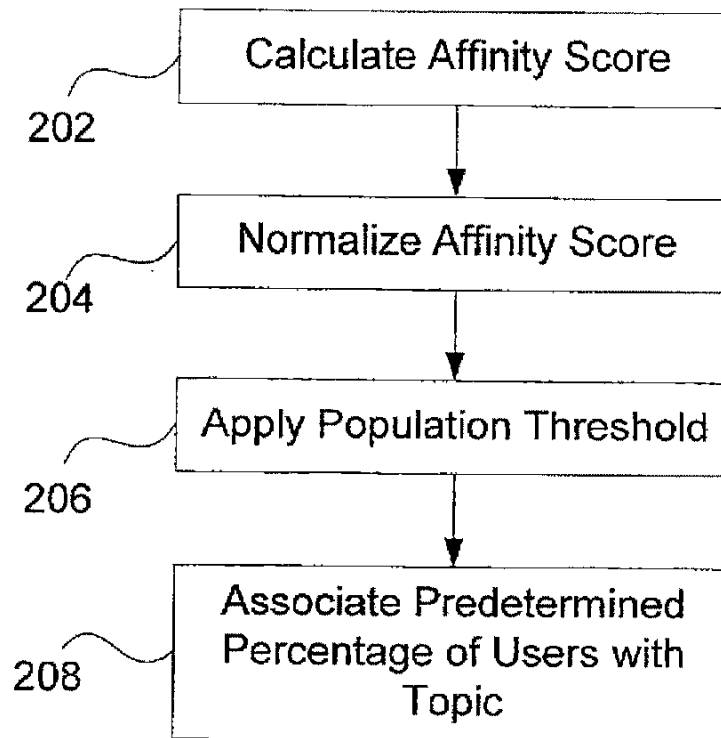 Calculate Affinity Score
202
Normalize Affinity Score
204
Apply Population Threshold
206
Associate Predetermined
Percentage of Users with
Topic
208